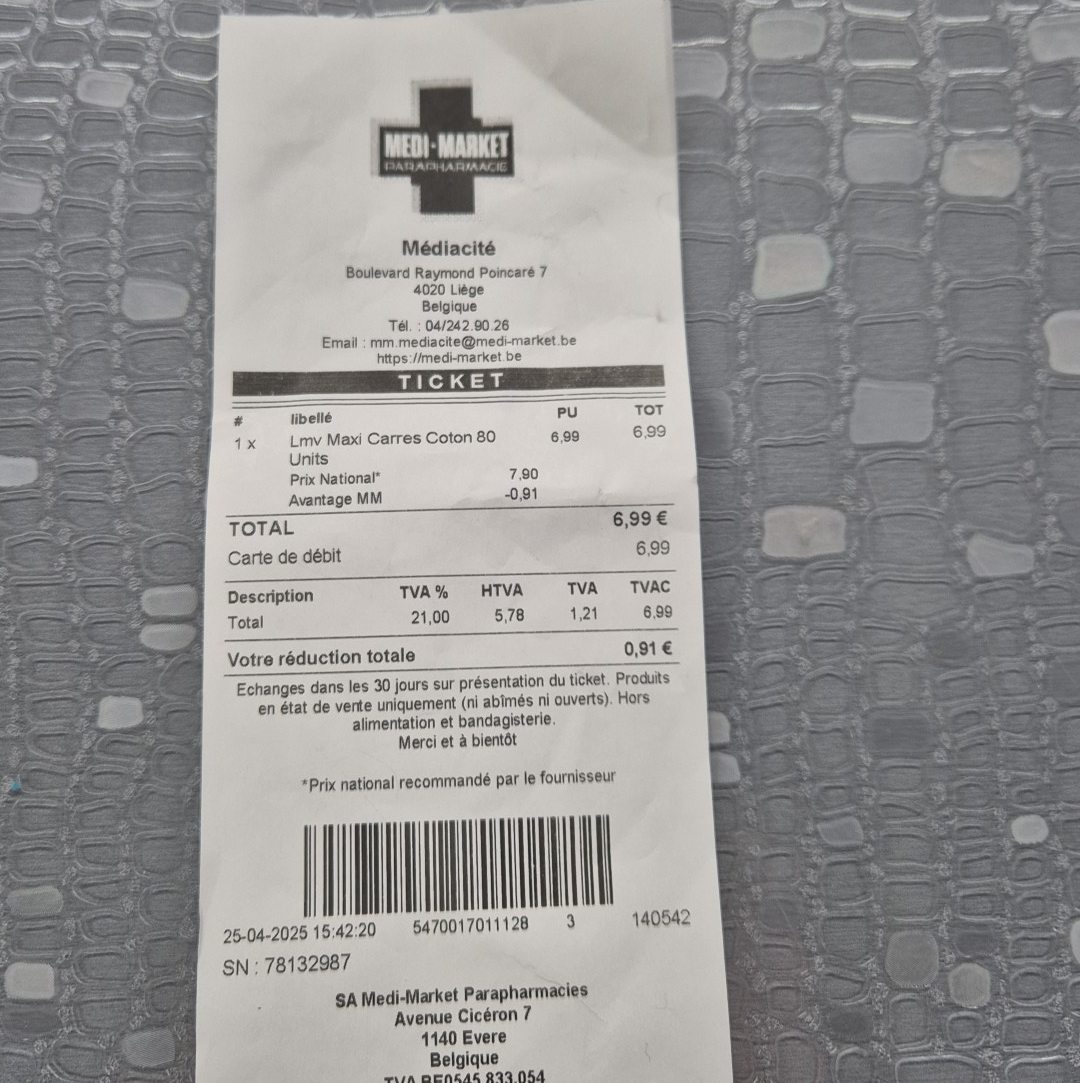 MEDI-MARKET
PARAPHARMACIE
Médiacité
Boulevard Raymond Poincaré 7
4020 Liège
Belgique
Tél. : 04/242.90.26
Email : mm.mediacite@medi-market.be
https://medi-market.be
TICKET
# libellé PU TOT
1 x Lmv Maxi Carres Coton 80 6,99 6,99
Units
Prix National* 7,90
Avantage MM -0,91
TOTAL 6,99 €
Carte de débit 6,99
Description TVA % HTVA TVA TVAC
Total 21,00 5,78 1,21 6,99
Votre réduction totale 0,91 €
Echanges dans les 30 jours sur présentation du ticket. Produits
en état de vente uniquement (ni abîmés ni ouverts). Hors
alimentation et bandagisterie.
Merci et à bientôt
*Prix national recommandé par le fournisseur
25-04-2025 15:42:20 5470017011128 3 140542
SN : 78132987
SA Medi-Market Parapharmacies
Avenue Cicéron 7
1140 Evere
Belgique
TVA BE0545.833.054